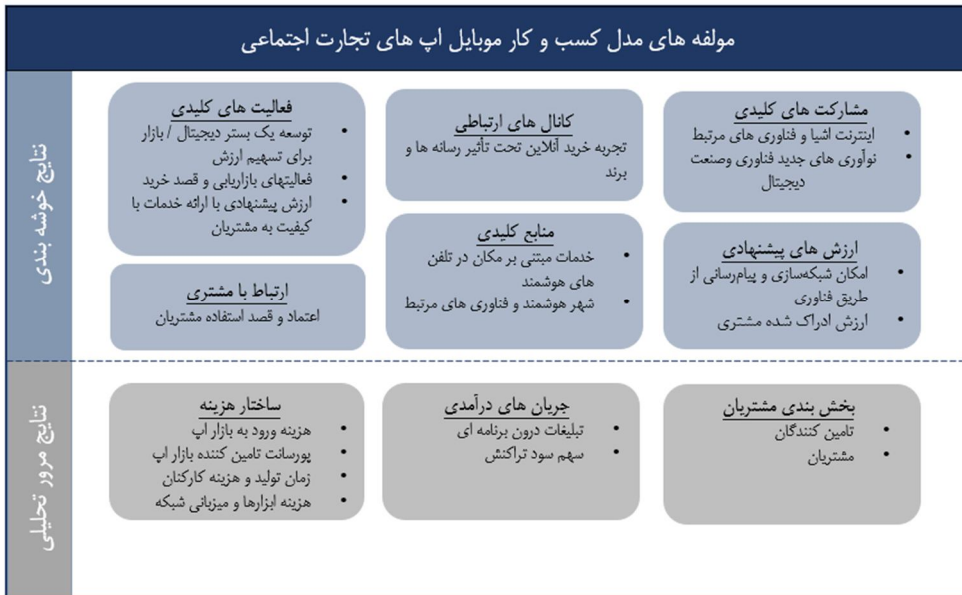 مولفه های مدل کسب و کار موبایل اپ های تجارت اجتماعی
نتایج خوشه بندی
مشارکت های کلیدی
اینترنت اشیا و فناوری های مرتبط
نوآوری های جدید فناوری وصنعت
دیجیتال
ارزش های پیشنهادی
امکان شبکه‌سازی و پیام‌رسانی از
طریق فناوری
ارزش ادراک شده مشتری
کانال های ارتباطی
تجربه خرید آنلاین تحت تأثیر رسانه ها و
برند
منابع کلیدی
خدمات مبتنی بر مکان در تلفن
های هوشمند
شهر هوشمند و فناوری های مرتبط
فعالیت های کلیدی
توسعه یک بستر دیجیتال / بازار
برای تسهیم ارزش
فعالیتهای بازاریابی و قصد خرید
ارزش پیشنهادی با ارائه خدمات با
کیفیت به مشتریان
ارتباط با مشتری
اعتماد و قصد استفاده مشتریان
نتایج مرور تحلیلی
بخش بندی مشتریان
تامین کنندگان
مشتریان
جریان های درآمدی
تبلیغات درون برنامه ای
سهم سود تراکنش
ساختار هزینه
هزینه ورود به بازار اپ
پورسانت تامین کننده بازار اپ
زمان تولید و هزینه کارکنان
هزینه ابزارها و میزبانی شبکه